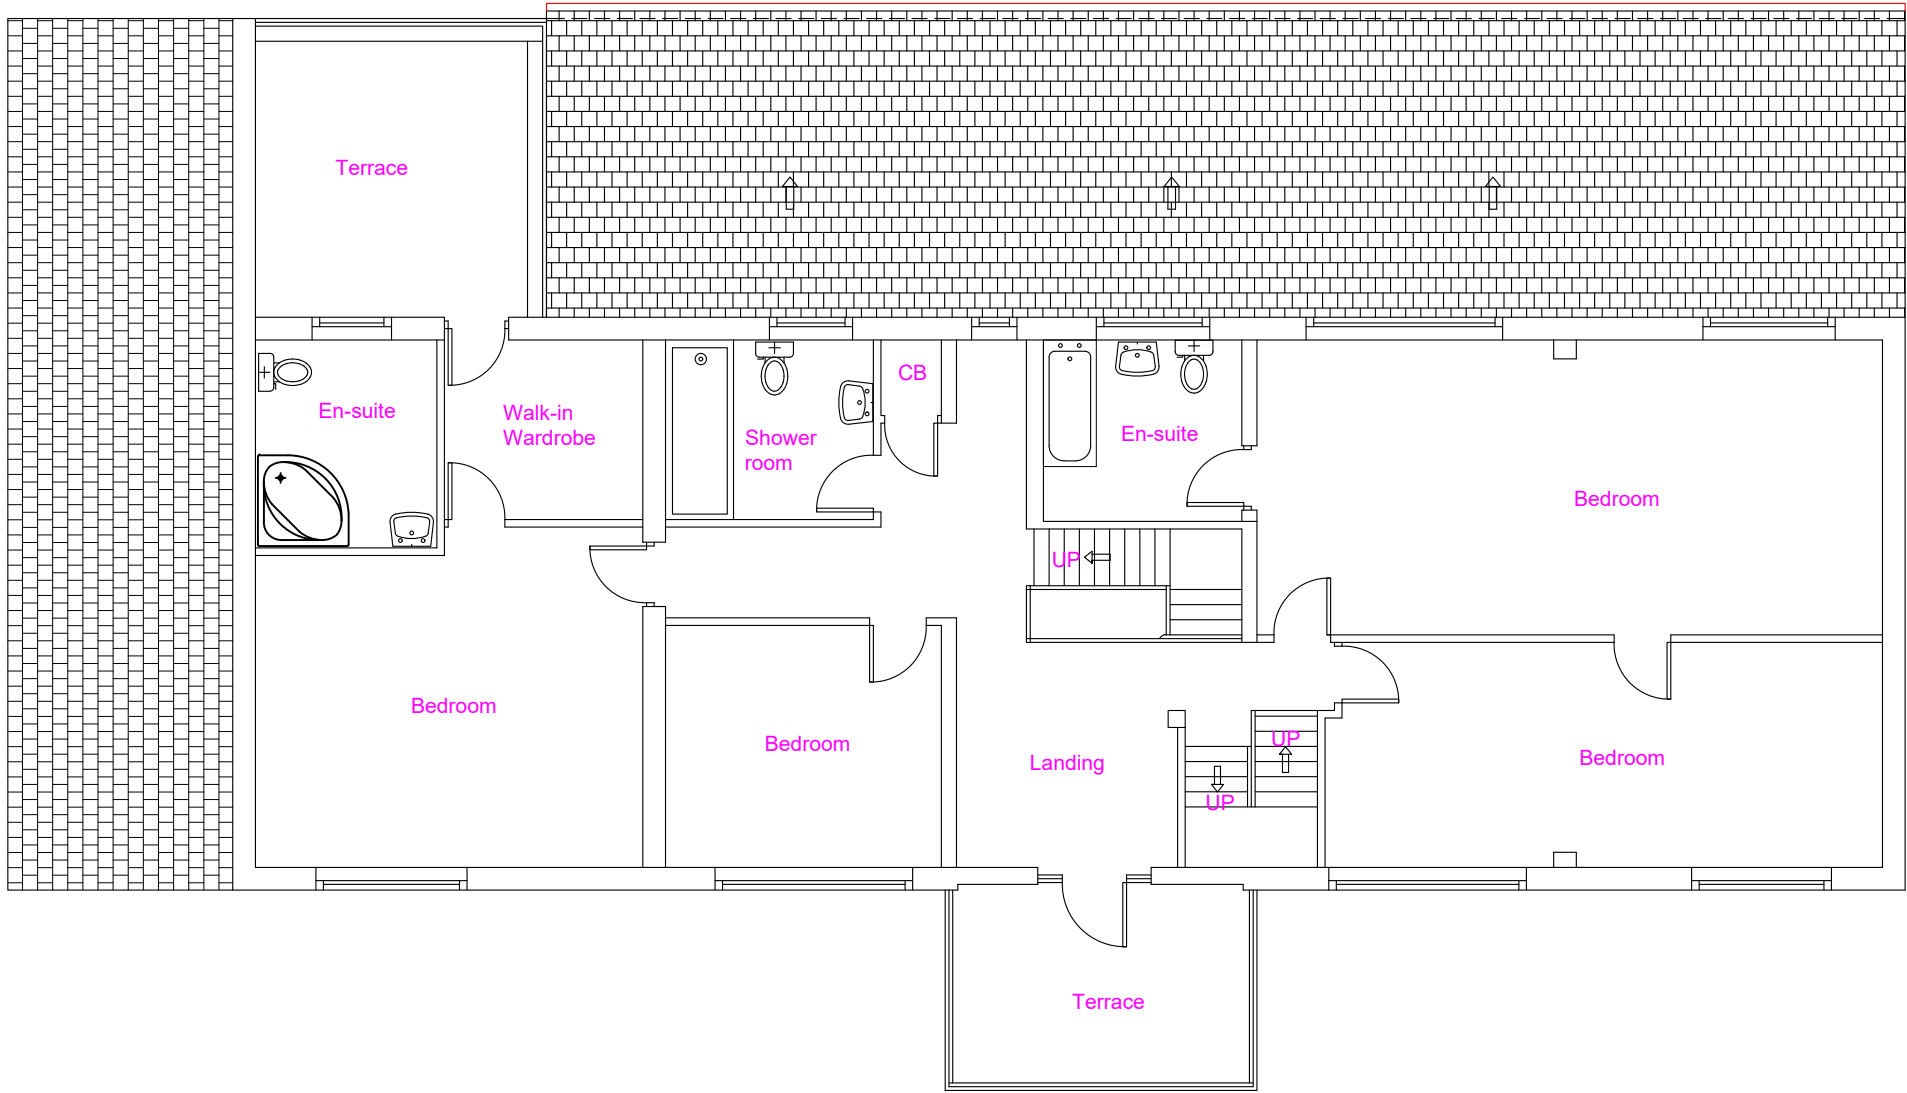 Terrace
En-suite
Walk-in
Wardrobe
Shower
room
CB
En-suite
Bedroom
UP
Bedroom
Bedroom
Landing
UP
UP
Bedroom
Terrace